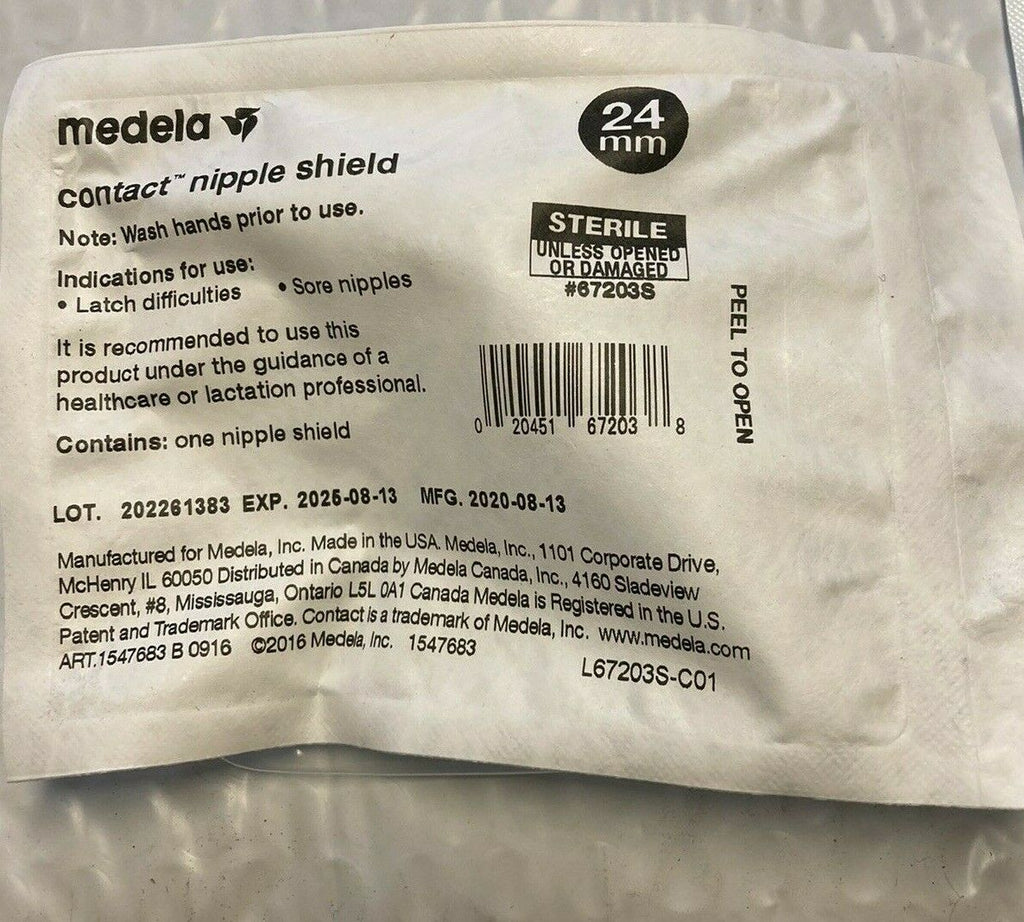 medela
contact™ nipple shield
Note: Wash hands prior to use.
Indications for use:
• Latch difficulties • Sore nipples
It is recommended to use this
product under the guidance of a
healthcare or lactation professional.
Contains: one nipple shield
24
mm
STERILE
UNLESS OPENED
OR DAMAGED
#67203S
0 20451 67203 8
PEEL TO OPEN
LOT. 202261383 EXP. 2025-08-13 MFG. 2020-08-13
Manufactured for Medela, Inc. Made in the USA. Medela, Inc., 1101 Corporate Drive,
McHenry IL 60050 Distributed in Canada by Medela Canada, Inc., 4160 Sladeview
Crescent, #8, Mississauga, Ontario L5L 0A1 Canada Medela is Registered in the U.S.
Patent and Trademark Office. Contact is a trademark of Medela, Inc. www.medela.com
ART.1547683 B 0916 ©2016 Medela, Inc. 1547683
L67203S-C01